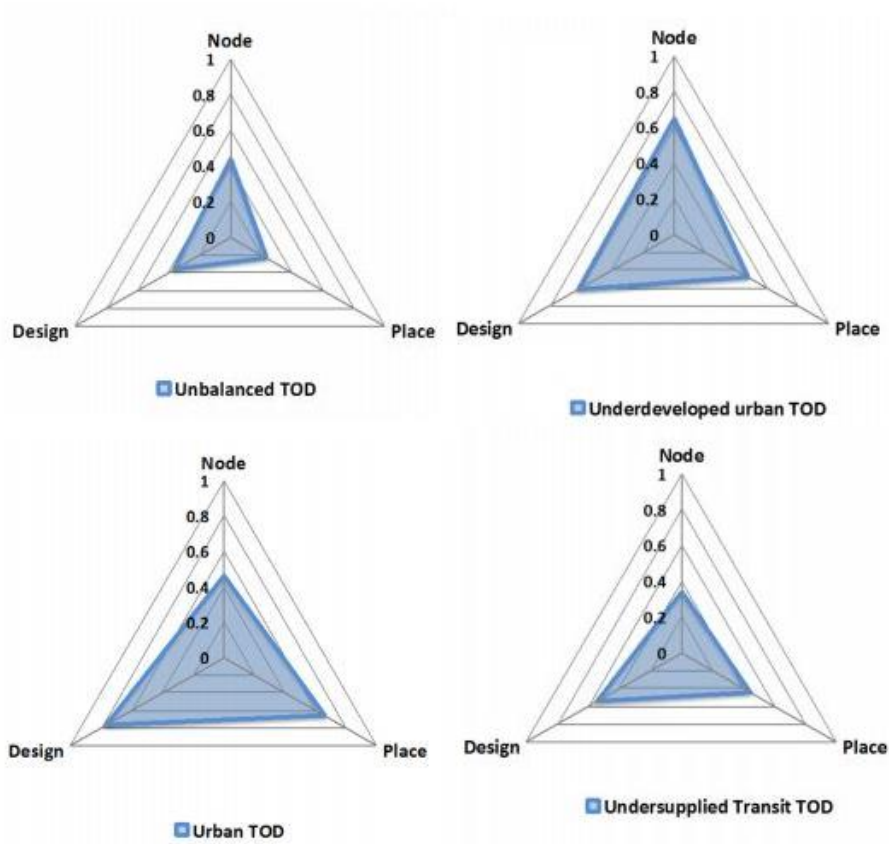 Node
1
0.8
0.6
0.4
0.2
0
Design
Place
Unbalanced TOD
Node
1
0.8
0.6
0.4
0.2
0
Design
Place
Underdeveloped urban TOD
Node
1
0.8
0.6
0.4
0.2
0
Design
Place
Urban TOD
Node
1
0.8
0.6
0.4
0.2
0
Design
Place
Undersupplied Transit TOD